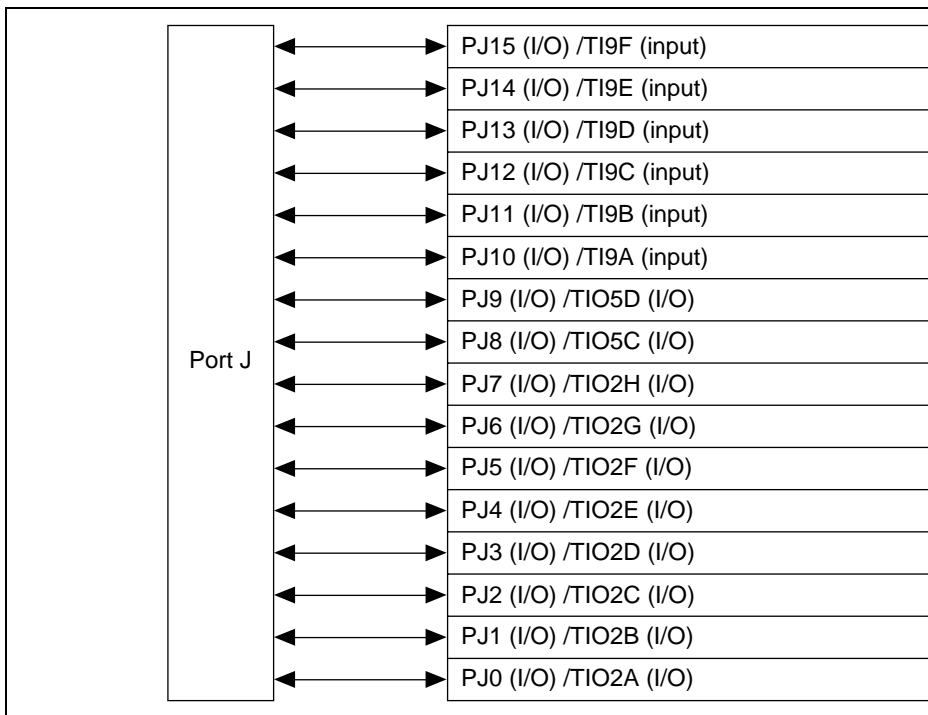 PJ15 (I/O) /TI9F (input)
PJ14 (I/O) /TI9E (input)
PJ13 (I/O) /TI9D (input)
PJ12 (I/O) /TI9C (input)
PJ11 (I/O) /TI9B (input)
PJ10 (I/O) /TI9A (input)
PJ9 (I/O) /TIO5D (I/O)
PJ8 (I/O) /TIO5C (I/O)
Port J
PJ7 (I/O) /TIO2H (I/O)
PJ6 (I/O) /TIO2G (I/O)
PJ5 (I/O) /TIO2F (I/O)
PJ4 (I/O) /TIO2E (I/O)
PJ3 (I/O) /TIO2D (I/O)
PJ2 (I/O) /TIO2C (I/O)
PJ1 (I/O) /TIO2B (I/O)
PJ0 (I/O) /TIO2A (I/O)